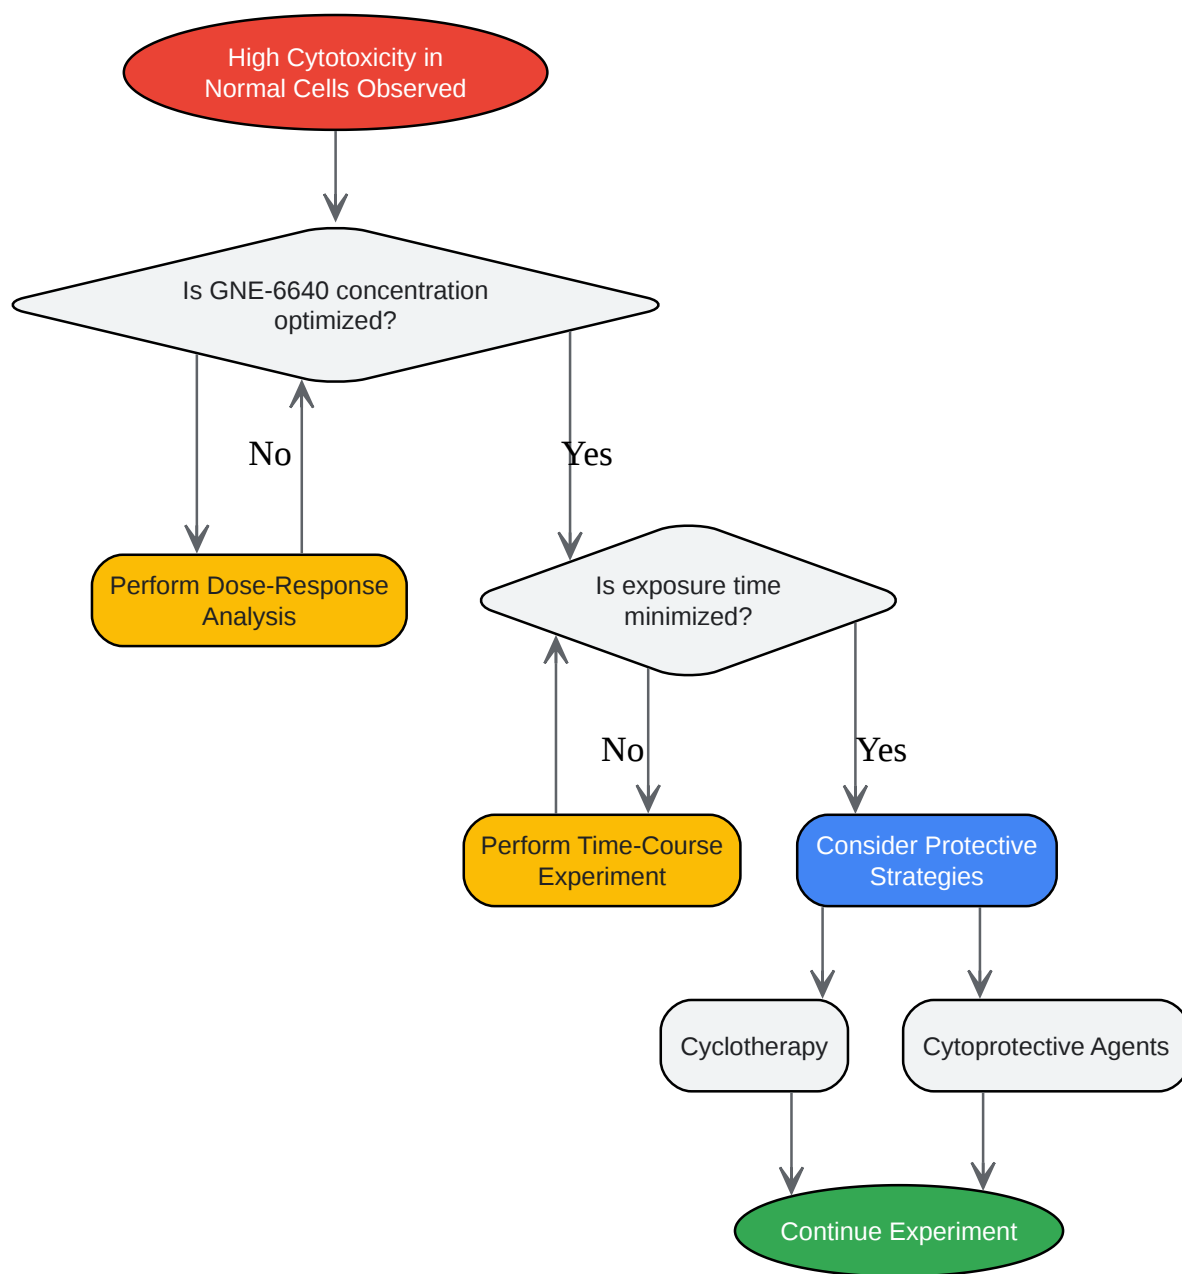 High Cytotoxicity in
Normal Cells Observed
Is GNE-6640 concentration
optimized?
No
Yes
Perform Dose-Response
Analysis
Is exposure time
minimized?
No
Yes
Perform Time-Course
Experiment
Consider Protective
Strategies
Cyclotherapy
Cytoprotective Agents
Continue Experiment